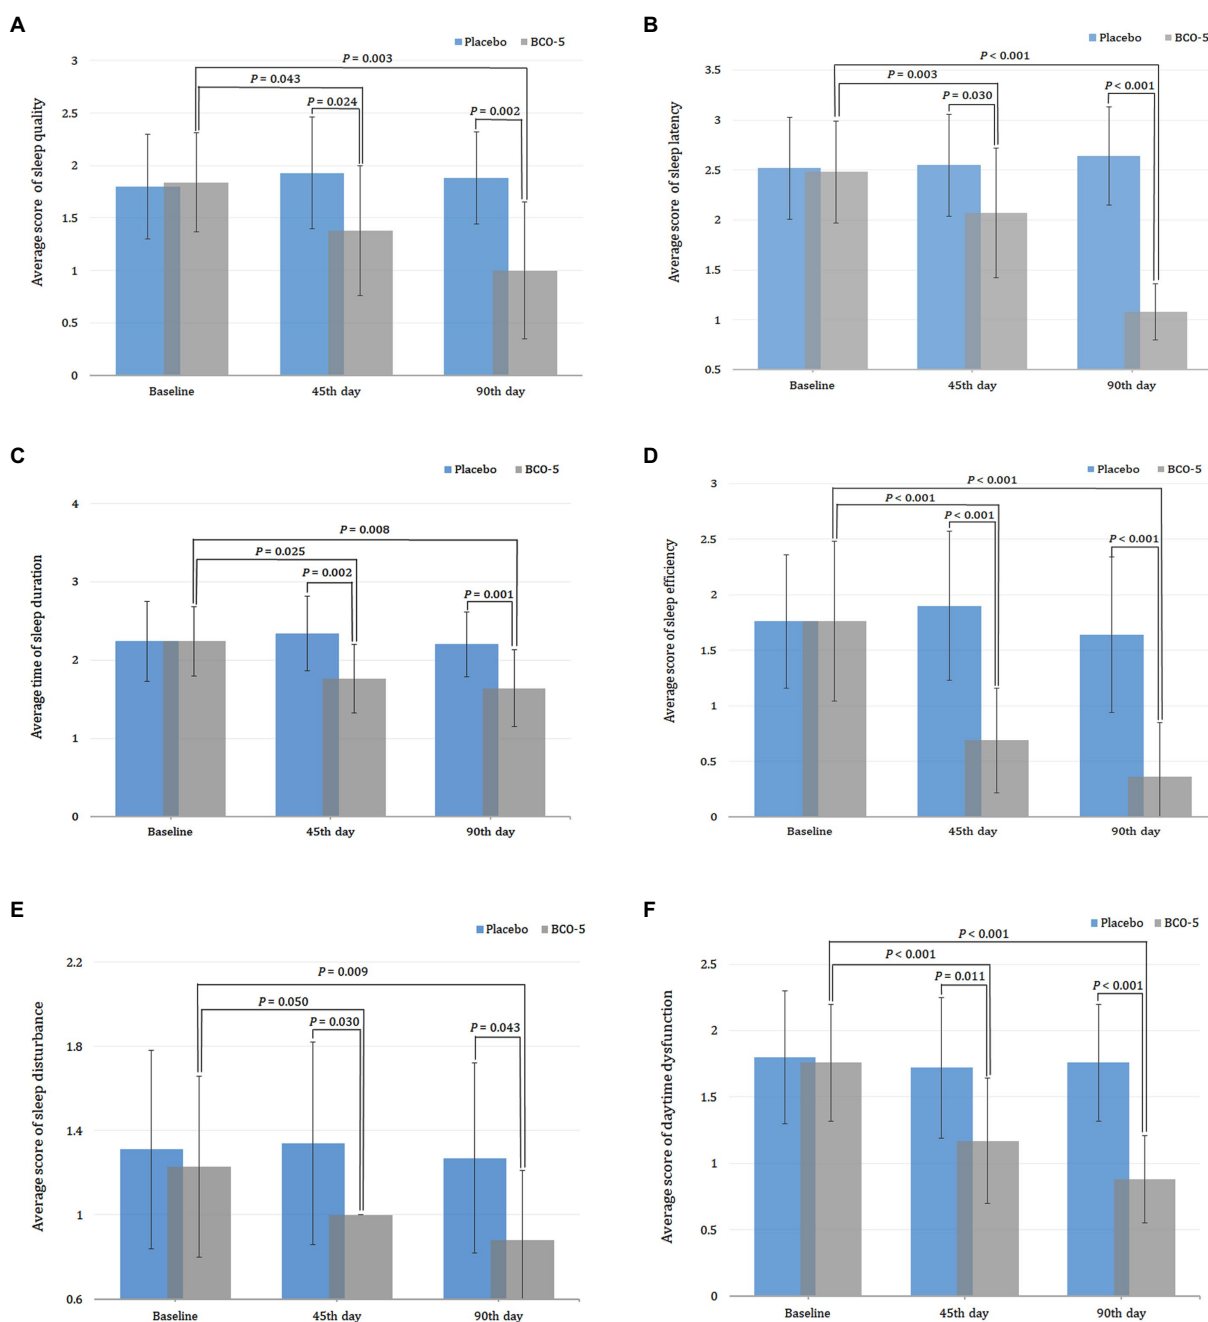 A
Placebo BCO-5
Average score of sleep quality
3
2.5
2
1.5
1
0.5
0
P = 0.003
P = 0.043
P = 0.024
P = 0.002
Baseline 45th day 90th day
B
Placebo BCO-5
Average score of sleep latency
3.5
3
2.5
2
1.5
1
0.5
P < 0.001
P = 0.003
P = 0.030
P < 0.001
Baseline 45th day 90th day
C
Placebo BCO-5
Average time of sleep duration
4
3
2
1
0
P = 0.008
P = 0.025
P = 0.002
P = 0.001
Baseline 45th day 90th day
D
Placebo BCO-5
Average score of sleep efficiency
3
2.5
2
1.5
1
0.5
0
P < 0.001
P < 0.001
P < 0.001
P < 0.001
Baseline 45th day 90th day
E
Placebo BCO-5
Average score of sleep disturbance
2.2
1.8
1.4
1
0.6
P = 0.009
P = 0.050
P = 0.030
P = 0.043
Baseline 45th day 90th day
F
Placebo BCO-5
Average score of daytime dysfunction
2.5
2
1.5
1
0.5
0
P < 0.001
P < 0.001
P = 0.011
P < 0.001
Baseline 45th day 90th day